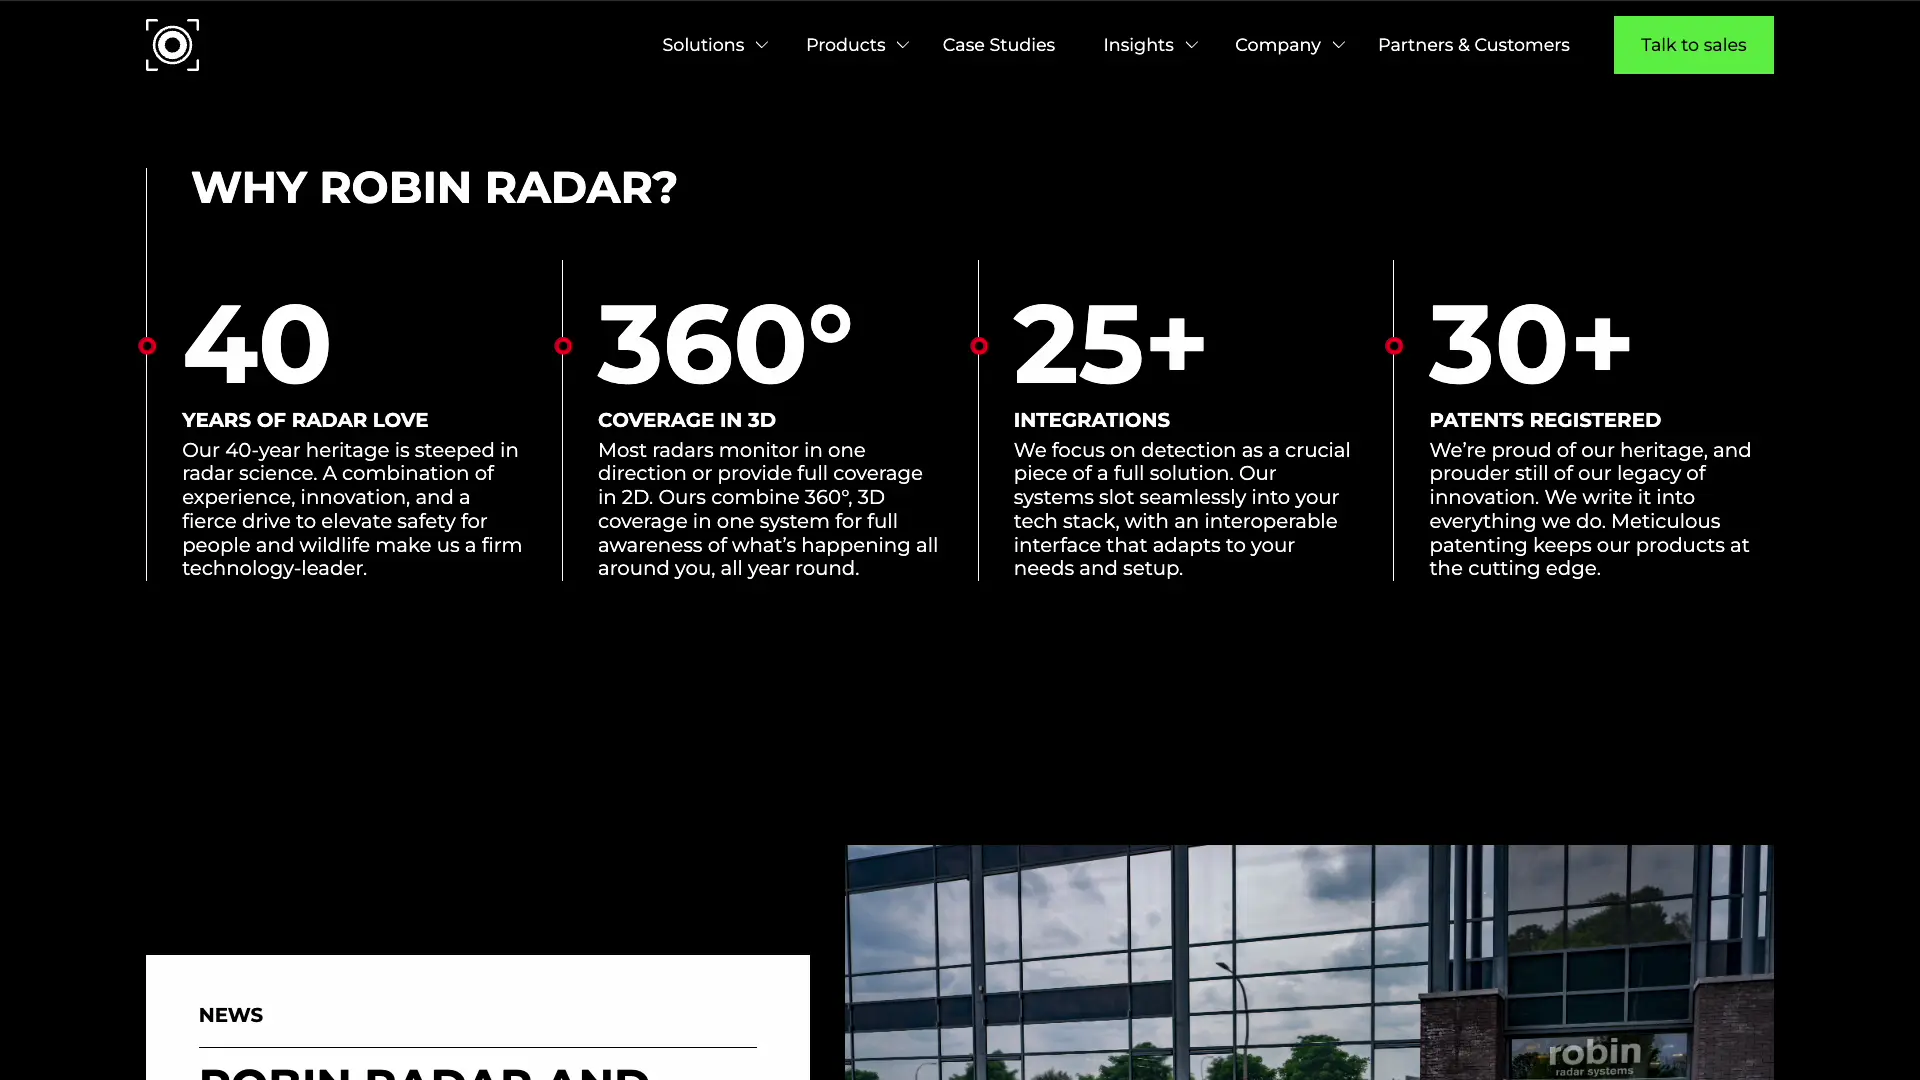 Solutions
Products
Case Studies
Insights
Company
Partners & Customers
Talk to sales
WHY ROBIN RADAR?
40
YEARS OF RADAR LOVE
Our 40-year heritage is steeped in
radar science. A combination of
experience, innovation, and a
fierce drive to elevate safety for
people and wildlife make us a firm
technology-leader.
360°
COVERAGE IN 3D
Most radars monitor in one
direction or provide full coverage
in 2D. Ours combine 360°, 3D
coverage in one system for full
awareness of what’s happening all
around you, all year round.
25+
INTEGRATIONS
We focus on detection as a crucial
piece of a full solution. Our
systems slot seamlessly into your
tech stack, with an interoperable
interface that adapts to your
needs and setup.
30+
PATENTS REGISTERED
We’re proud of our heritage, and
prouder still of our legacy of
innovation. We write it into
everything we do. Meticulous
patenting keeps our products at
the cutting edge.
NEWS
ROBIN RADAR AND
robin
radar systems